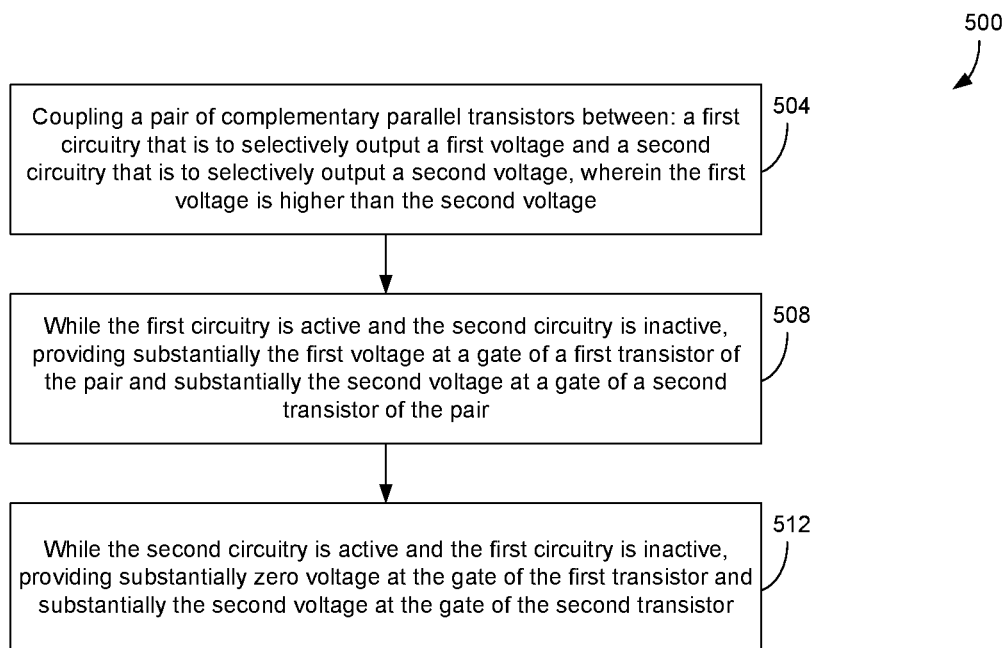 500
Coupling a pair of complementary parallel transistors between: a first
circuitry that is to selectively output a first voltage and a second
circuitry that is to selectively output a second voltage, wherein the first
voltage is higher than the second voltage
504
While the first circuitry is active and the second circuitry is inactive,
providing substantially the first voltage at a gate of a first transistor of
the pair and substantially the second voltage at a gate of a second
transistor of the pair
508
While the second circuitry is active and the first circuitry is inactive,
providing substantially zero voltage at the gate of the first transistor and
substantially the second voltage at the gate of the second transistor
512